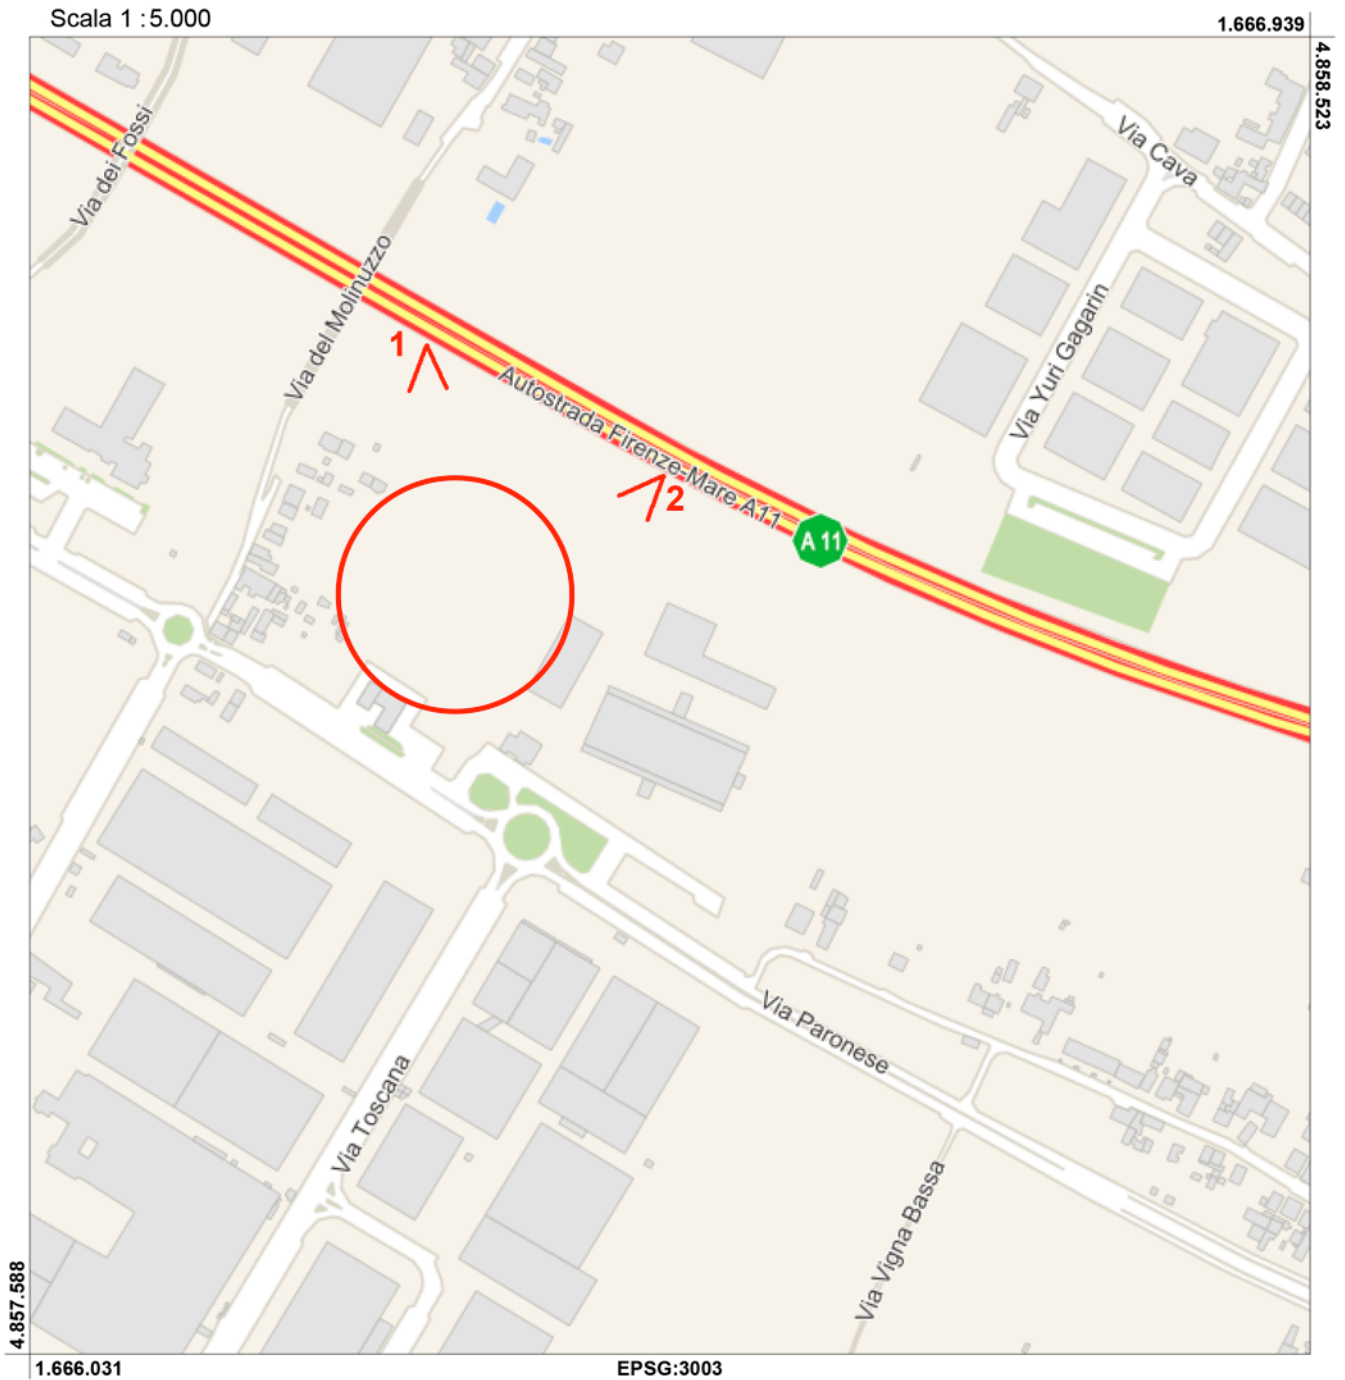 Scala 1 : 5.000
1.666.939
4.858.523
Via dei Fossi
Via Cava
Via del Molinuzzo
Via Yuri Gagarin
1
Autostrada Firenze-Mare A11
2
A 11
Via Paronese
Via Toscana
Via Vigna Bassa
4.857.588
1.666.031
EPSG:3003